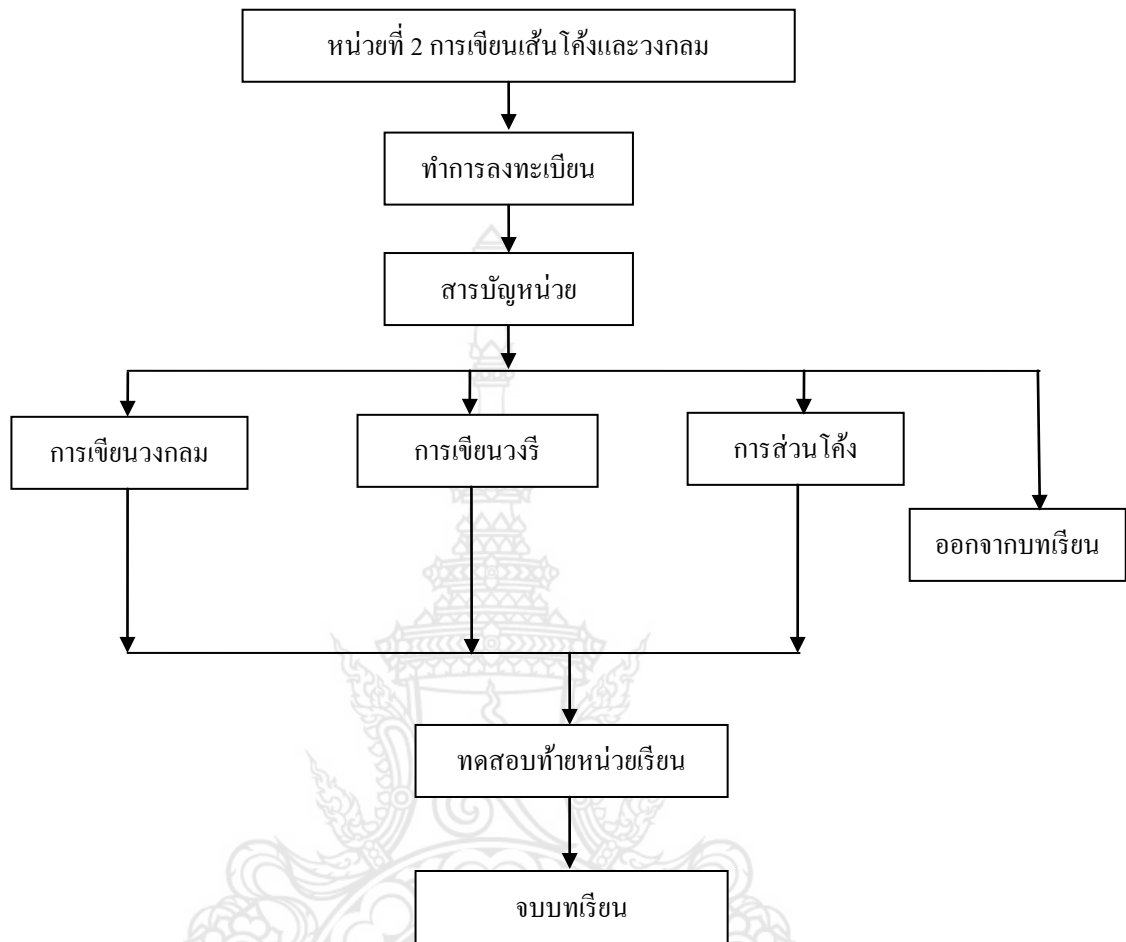 หน่วยที่ 2 การเขียนเส้นโค้งและวงกลม
ทำการลงทะเบียน
สารบัญหน่วย
การเขียนวงกลม
การเขียนวงรี
การส่วนโค้ง
ออกจากบทเรียน
ทดสอบท้ายหน่วยเรียน
จบบทเรียน